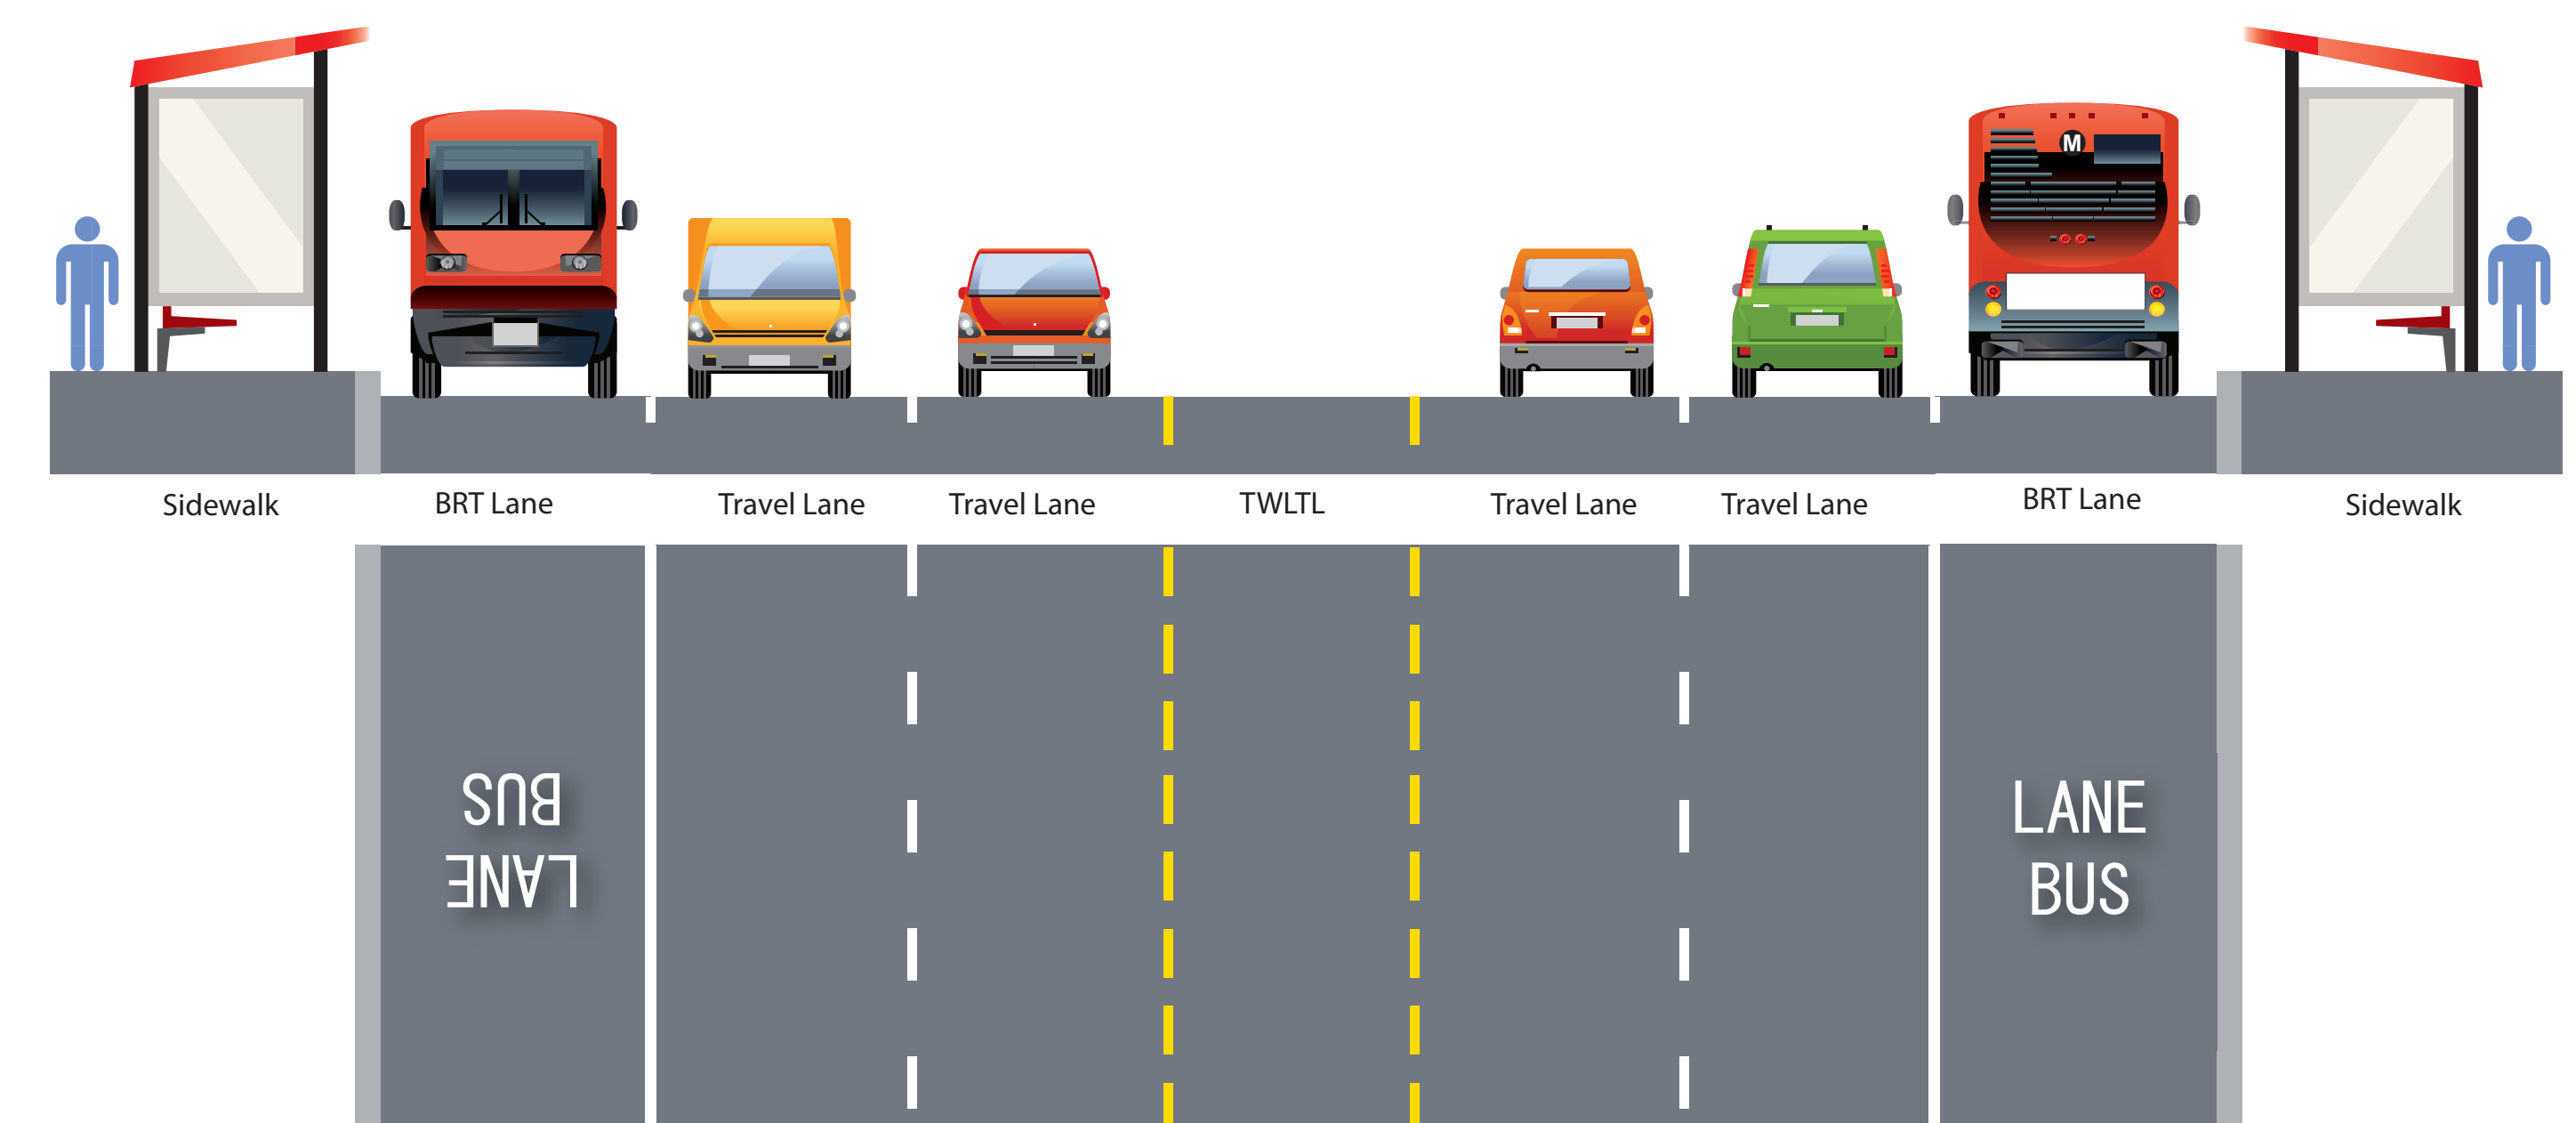 M
Sidewalk
BRT Lane
Travel Lane
Travel Lane
TWLTL
Travel Lane
Travel Lane
BRT Lane
Sidewalk
LANE
BUS
LANE
BUS